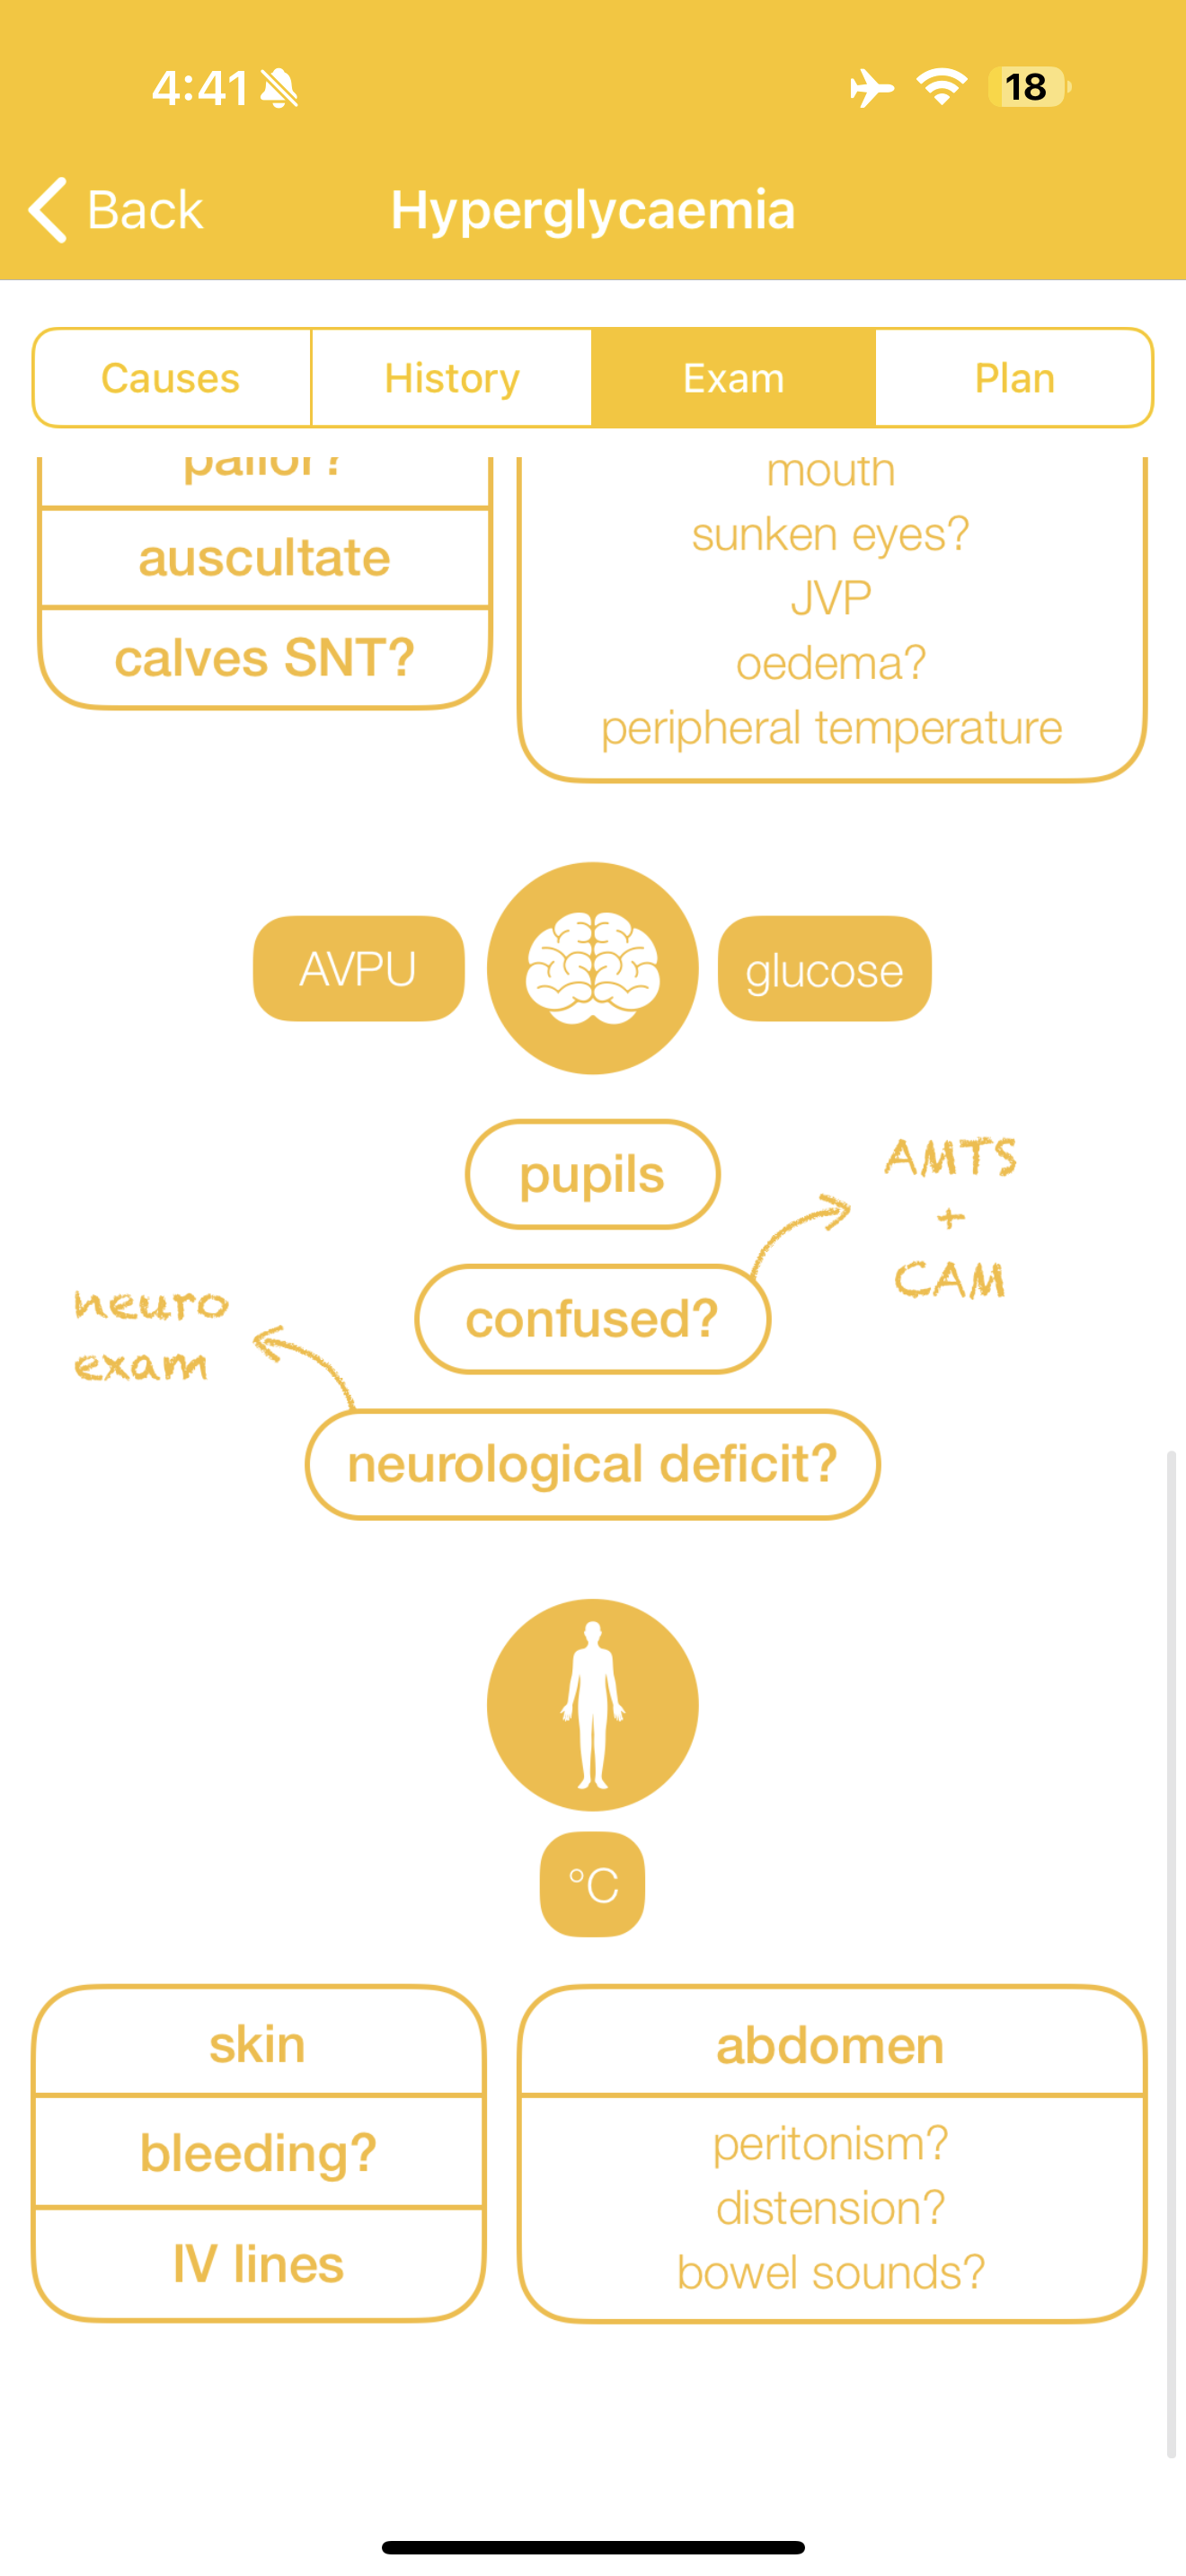 4:41
18
Back
Hyperglycaemia
Causes
History
Exam
Plan
pallor?
auscultate
calves SNT?
mouth
sunken eyes?
JVP
oedema?
peripheral temperature
AVPU
glucose
pupils
confused?
AMTS
+
CAM
neuro
exam
neurological deficit?
°C
skin
bleeding?
IV lines
abdomen
peritonism?
distension?
bowel sounds?